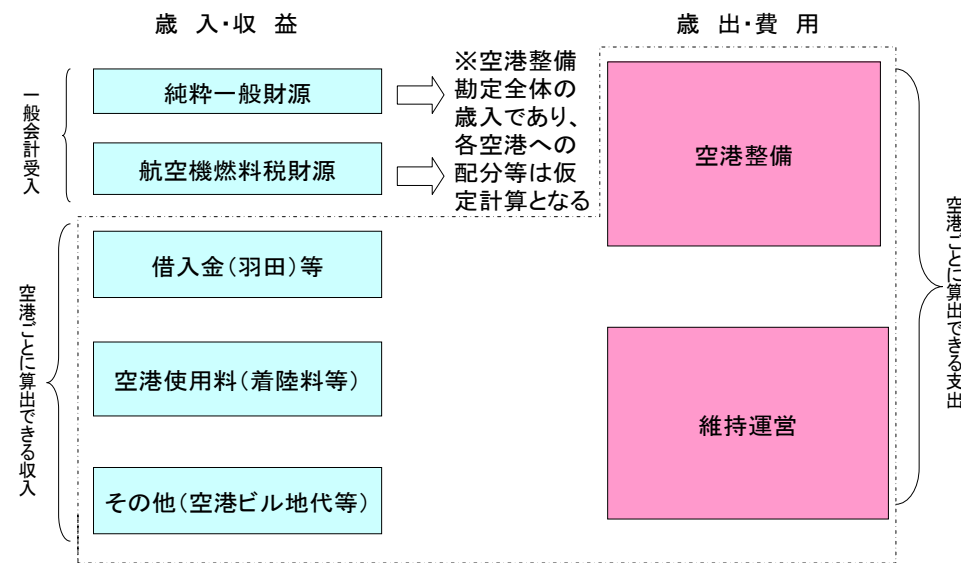 歳　入・収　益
歳　出・費　用
一般会計受入
純粋一般財源
航空機燃料税財源
※空港整備
勘定全体の
歳入であり、
各空港への
配分等は仮
定計算となる
空港ごとに算出できる収入
借入金(羽田)等
空港使用料(着陸料等)
その他(空港ビル地代等)
空港整備
維持運営
空港ごとに算出できる支出